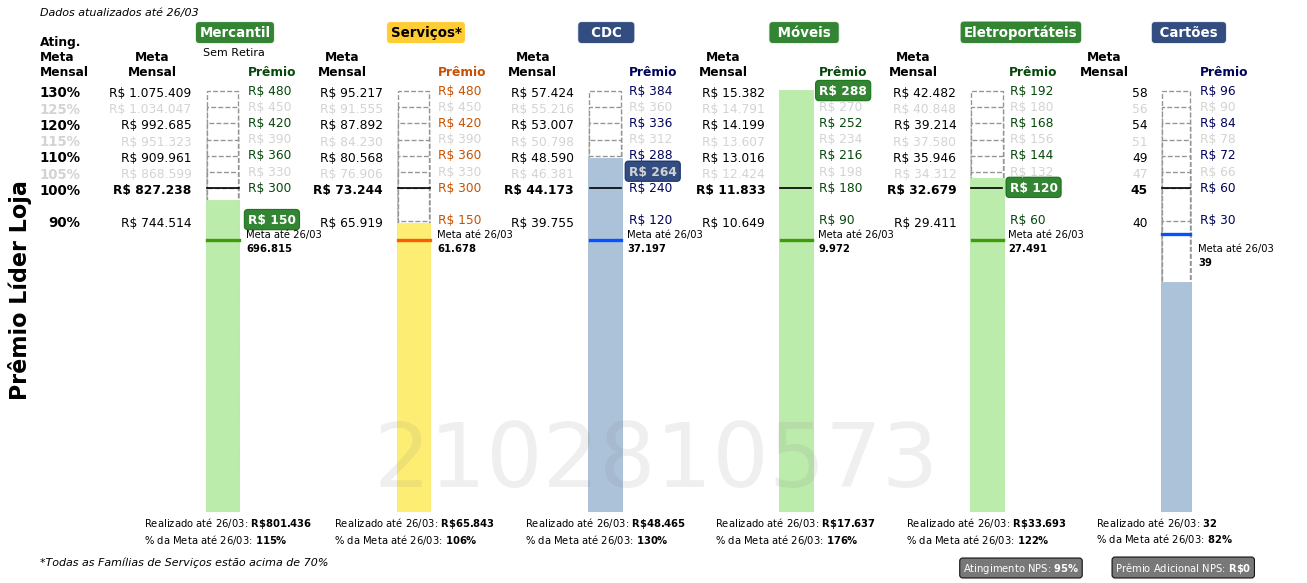 Dados atualizados até 26/03
Mercantil Serviços* CDC Móveis Eletroportáteis Cartões
Sem Retira
Ating. Meta Mensal Meta Mensal Prêmio Meta Mensal Prêmio Meta Mensal Prêmio Meta Mensal Prêmio Meta Mensal Prêmio Meta Mensal Prêmio
130% R$ 1.075.409 R$ 480 R$ 95.217 R$ 480 R$ 57.424 R$ 384 R$ 15.382 R$ 288 R$ 42.482 R$ 192 58 R$ 96
125% R$ 1.034.047 R$ 450 R$ 91.555 R$ 450 R$ 55.216 R$ 360 R$ 14.791 R$ 270 R$ 40.848 R$ 180 56 R$ 90
120% R$ 992.685 R$ 420 R$ 87.892 R$ 420 R$ 53.007 R$ 336 R$ 14.199 R$ 252 R$ 39.214 R$ 168 54 R$ 84
115% R$ 951.323 R$ 390 R$ 84.230 R$ 390 R$ 50.798 R$ 312 R$ 13.607 R$ 234 R$ 37.580 R$ 156 51 R$ 78
110% R$ 909.961 R$ 360 R$ 80.568 R$ 360 R$ 48.590 R$ 288 R$ 13.016 R$ 216 R$ 35.946 R$ 144 49 R$ 72
105% R$ 868.599 R$ 330 R$ 76.906 R$ 330 R$ 46.381 R$ 264 R$ 12.424 R$ 198 R$ 34.312 R$ 132 47 R$ 66
100% R$ 827.238 R$ 300 R$ 73.244 R$ 300 R$ 44.173 R$ 240 R$ 11.833 R$ 180 R$ 32.679 R$ 120 45 R$ 60
90% R$ 744.514 R$ 150 R$ 65.919 R$ 150 R$ 39.755 R$ 120 R$ 10.649 R$ 90 R$ 29.411 R$ 60 40 R$ 30
Meta até 26/03 Meta até 26/03 Meta até 26/03 Meta até 26/03 Meta até 26/03 Meta até 26/03
696.815 61.678 37.197 9.972 27.491 39
Prêmio Líder Loja
2102810573
Realizado até 26/03: R$801.436 Realizado até 26/03: R$65.843 Realizado até 26/03: R$48.465 Realizado até 26/03: R$17.637 Realizado até 26/03: R$33.693 Realizado até 26/03: 32
% da Meta até 26/03: 115% % da Meta até 26/03: 106% % da Meta até 26/03: 130% % da Meta até 26/03: 176% % da Meta até 26/03: 122% % da Meta até 26/03: 82%
*Todas as Famílias de Serviços estão acima de 70%
Atingimento NPS: 95% Prêmio Adicional NPS: R$0